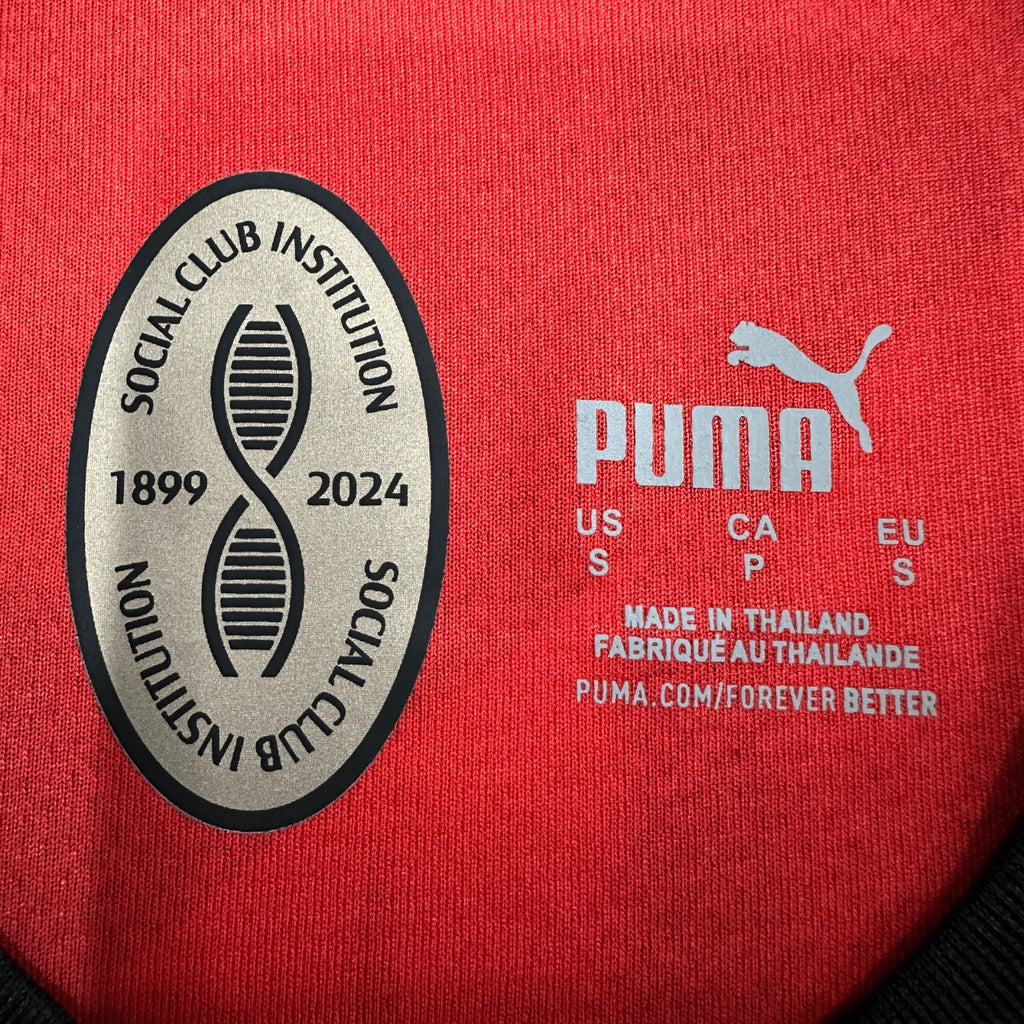 SOCIAL CLUB INSTITUTION
1899 2024
SOCIAL CLUB INSTITUTION
PUMA
US CA EU
S P S
MADE IN THAILAND
FABRIQUÉ AU THAILANDE
PUMA.COM/FOREVER BETTER